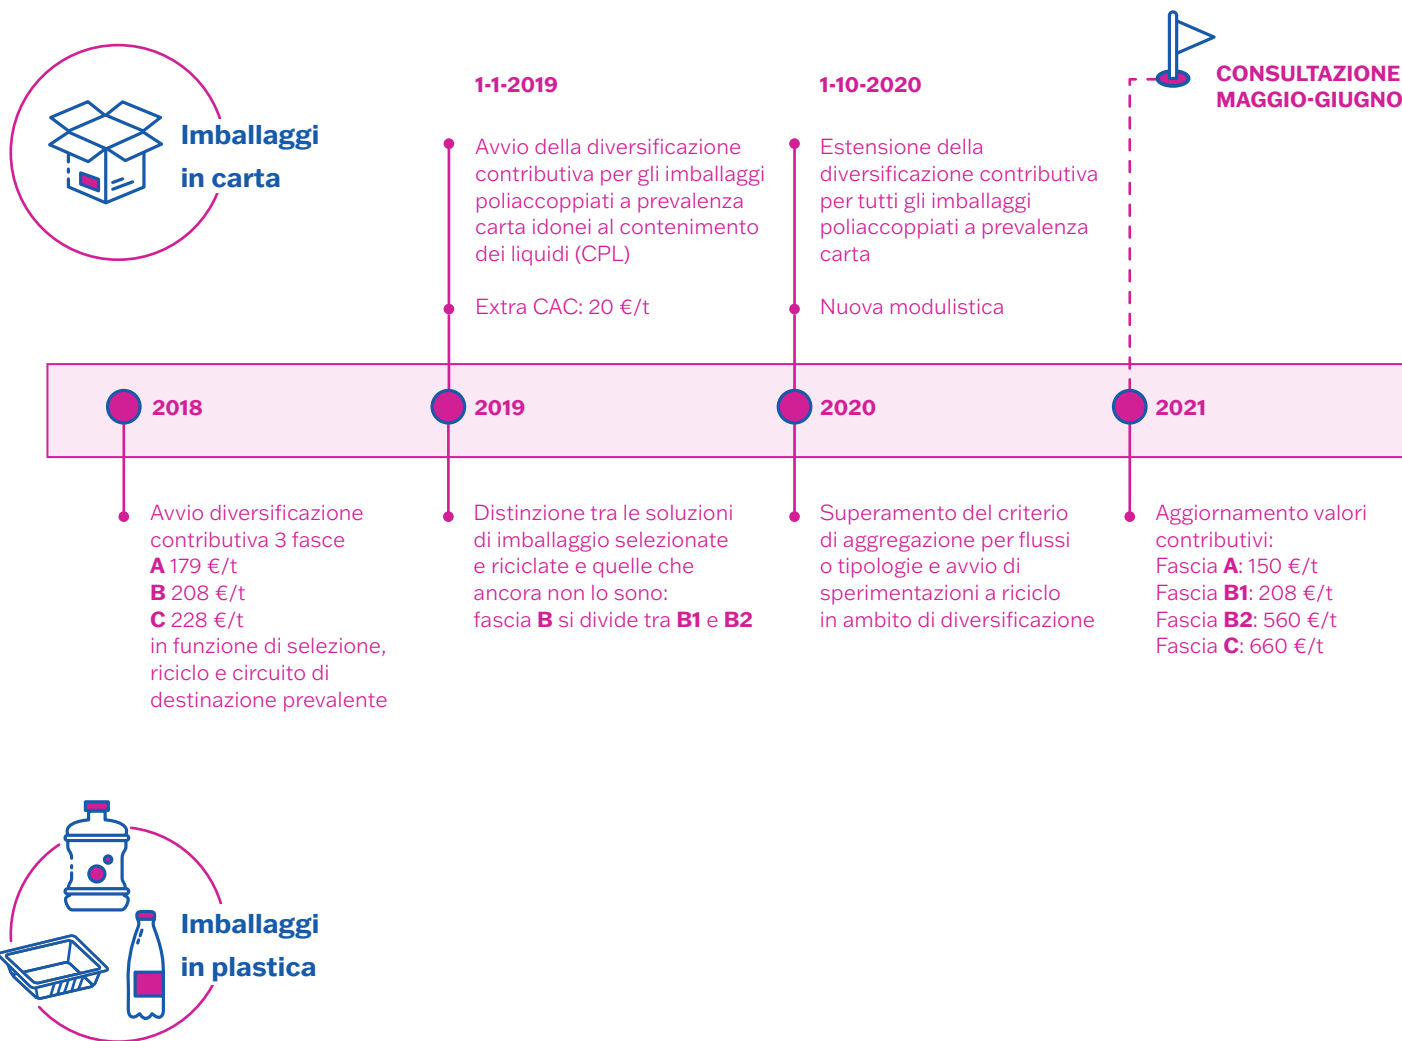 Imballaggi
in carta
1-1-2019
Avvio della diversificazione
contributiva per gli imballaggi
poliaccoppiati a prevalenza
carta idonei al contenimento
dei liquidi (CPL)
Extra CAC: 20 €/t
1-10-2020
Estensione della
diversificazione contributiva
per tutti gli imballaggi
poliaccoppiati a prevalenza
carta
Nuova modulistica
CONSULTAZIONE
MAGGIO-GIUGNO
2018
2019
2020
2021
Avvio diversificazione
contributiva 3 fasce
A 179 €/t
B 208 €/t
C 228 €/t
in funzione di selezione,
riciclo e circuito di
destinazione prevalente
Distinzione tra le soluzioni
di imballaggio selezionate
e riciclate e quelle che
ancora non lo sono:
fascia B si divide tra B1 e B2
Superamento del criterio
di aggregazione per flussi
o tipologie e avvio di
sperimentazioni a riciclo
in ambito di diversificazione
Aggiornamento valori
contributivi:
Fascia A: 150 €/t
Fascia B1: 208 €/t
Fascia B2: 560 €/t
Fascia C: 660 €/t
Imballaggi
in plastica